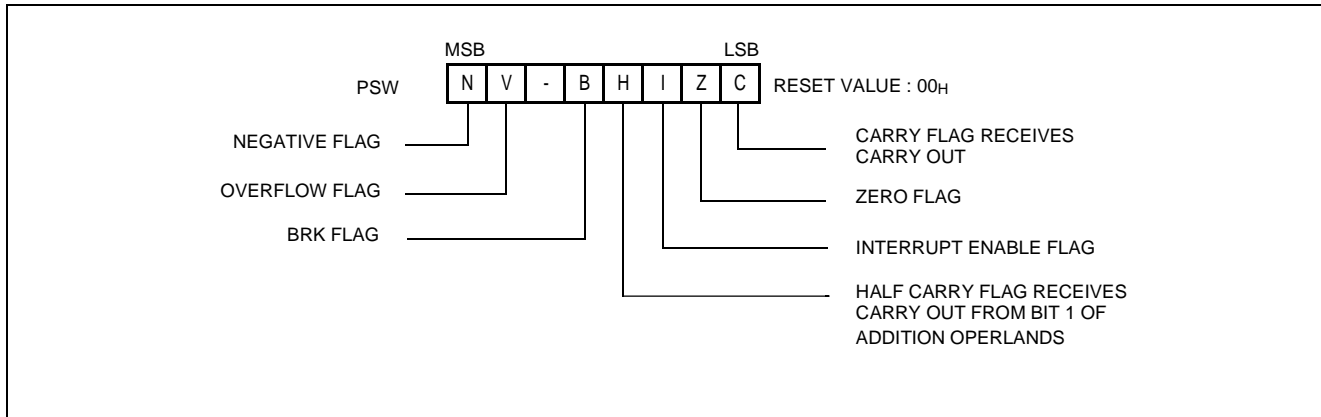 MSB LSB
PSW N V - B H I Z C RESET VALUE : 00H
NEGATIVE FLAG
OVERFLOW FLAG
BRK FLAG
CARRY FLAG RECEIVES
CARRY OUT
ZERO FLAG
INTERRUPT ENABLE FLAG
HALF CARRY FLAG RECEIVES
CARRY OUT FROM BIT 1 OF
ADDITION OPERLANDS